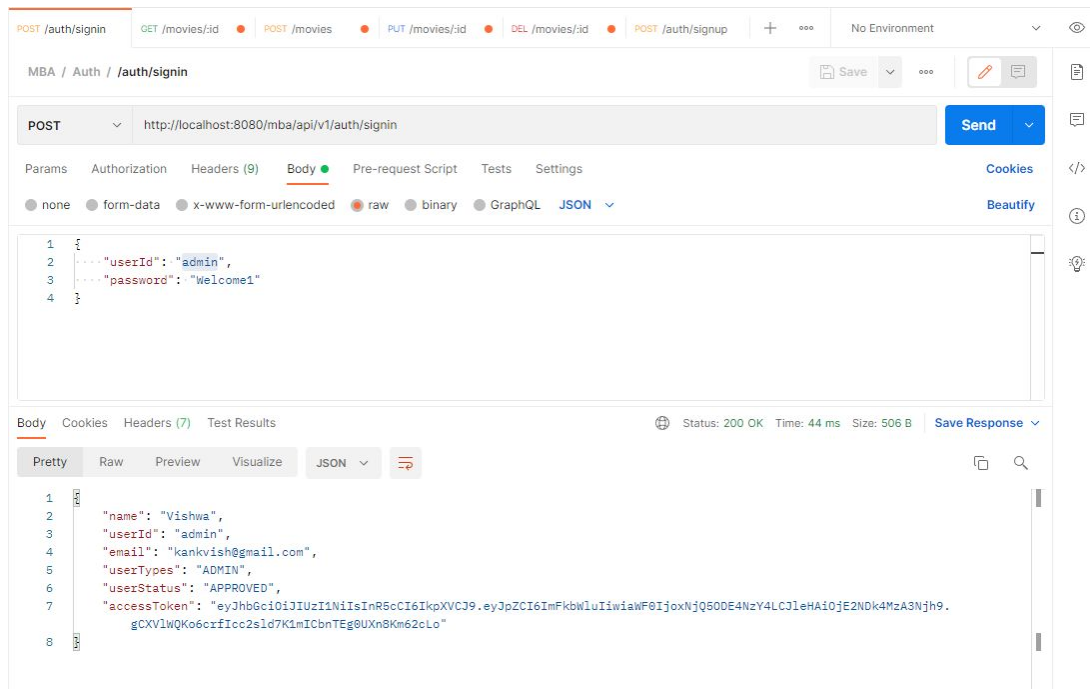 POST /auth/signin GET /movies/:id POST /movies PUT /movies/:id DEL /movies/:id POST /auth/signup No Environment
MBA / Auth / /auth/signin Save
POST http://localhost:8080/mba/api/v1/auth/signin Send
Params Authorization Headers (9) Body Pre-request Script Tests Settings Cookies
none form-data x-www-form-urlencoded raw binary GraphQL JSON Beautify
1 {
2 "userId": "admin",
3 "password": "Welcome1"
4 }
Body Cookies Headers (7) Test Results Status: 200 OK Time: 44 ms Size: 506 B Save Response
Pretty Raw Preview Visualize JSON
1 {
2 "name": "Vishwa",
3 "userId": "admin",
4 "email": "kankvish@gmail.com",
5 "userTypes": "ADMIN",
6 "userStatus": "APPROVED",
7 "accessToken": "eyJhbGciOiJIUzI1NiIsInR5cCI6IkpXVCJ9.eyJpZCI6ImFkbWluIiwiaWF0IjoxNjQ5ODE4NzY4LCJleHAiOjE2NDk4MzA3Njh9.
gCXVlWQKo6crfIcc2sld7K1mICbnTEg0UXn8Km62cLo"
8 }